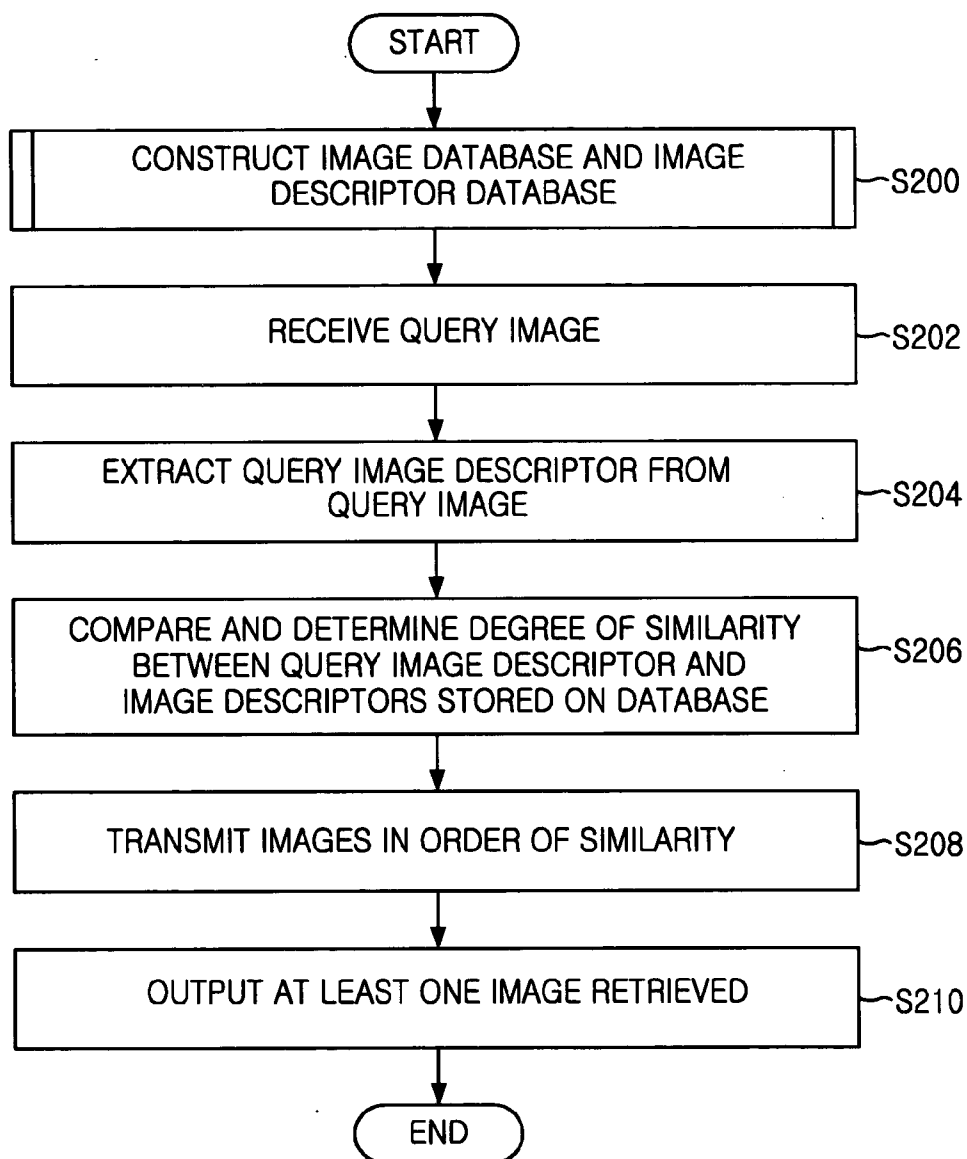 START
CONSTRUCT IMAGE DATABASE AND IMAGE
DESCRIPTOR DATABASE
S200
RECEIVE QUERY IMAGE
S202
EXTRACT QUERY IMAGE DESCRIPTOR FROM
QUERY IMAGE
S204
COMPARE AND DETERMINE DEGREE OF SIMILARITY
BETWEEN QUERY IMAGE DESCRIPTOR AND
IMAGE DESCRIPTORS STORED ON DATABASE
S206
TRANSMIT IMAGES IN ORDER OF SIMILARITY
S208
OUTPUT AT LEAST ONE IMAGE RETRIEVED
S210
END